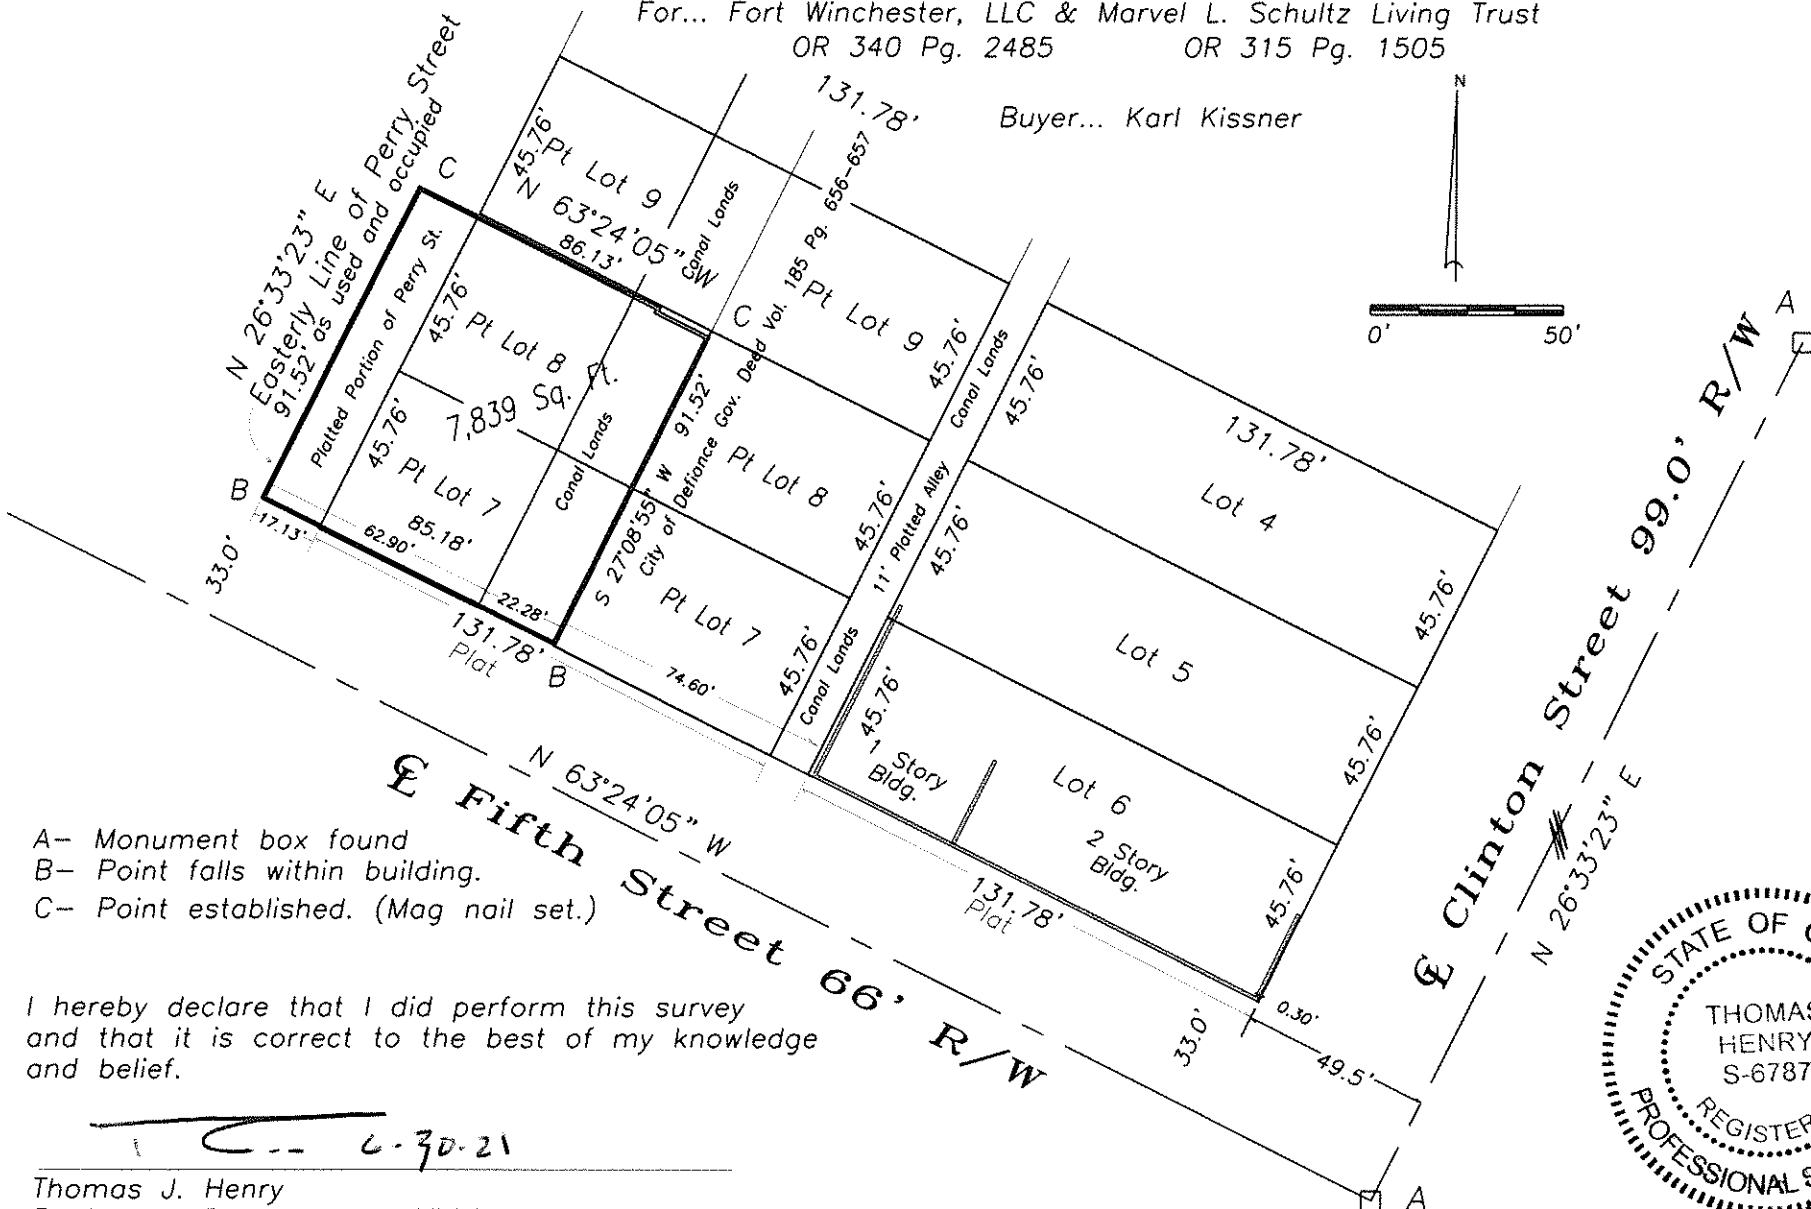 For... Fort Winchester, LLC & Marvel L. Schultz Living Trust
OR 340 Pg. 2485 OR 315 Pg. 1505
Buyer... Karl Kissner
N
0' 50'
N 26°33'23" E
Easterly Line of Perry Street
91.52' as used and occupied
C
131.78'
45.76'
Pt Lot 9
N 63°24'05" W
86.13'
Canal Lands
City of Defiance Gov. Deed Vol. 185 Pg. 656-657
Pt Lot 9
45.76'
C
Platted Portion of Perry St.
45.76'
Pt Lot 8
7,839 Sq. Ft.
45.76'
Pt Lot 7
85.18'
Canal Lands
S 27°08'55" W 91.52'
Pt Lot 8
45.76'
Pt Lot 7
45.76'
B
17.13'
62.90'
22.28'
33.0'
131.78'
Plat
B
74.60'
Canal Lands
11' Platted Alley
Canal Lands
45.76'
45.76'
45.76'
131.78'
Lot 4
45.76'
Lot 5
45.76'
Lot 6
45.76'
1 Story
Bldg.
2 Story
Bldg.
131.78'
Plat
0.30'
33.0'
49.5'
A
℄ Clinton Street 99.0' R/W
N 26°33'23" E
N 63°24'05" W
℄ Fifth Street 66' R/W
A
A- Monument box found
B- Point falls within building.
C- Point established. (Mag nail set.)
I hereby declare that I did perform this survey
and that it is correct to the best of my knowledge
and belief.
6-30-21
Thomas J. Henry
STATE OF
THOMAS
HENRY
S-6787
REGISTER
PROFESSIONAL S